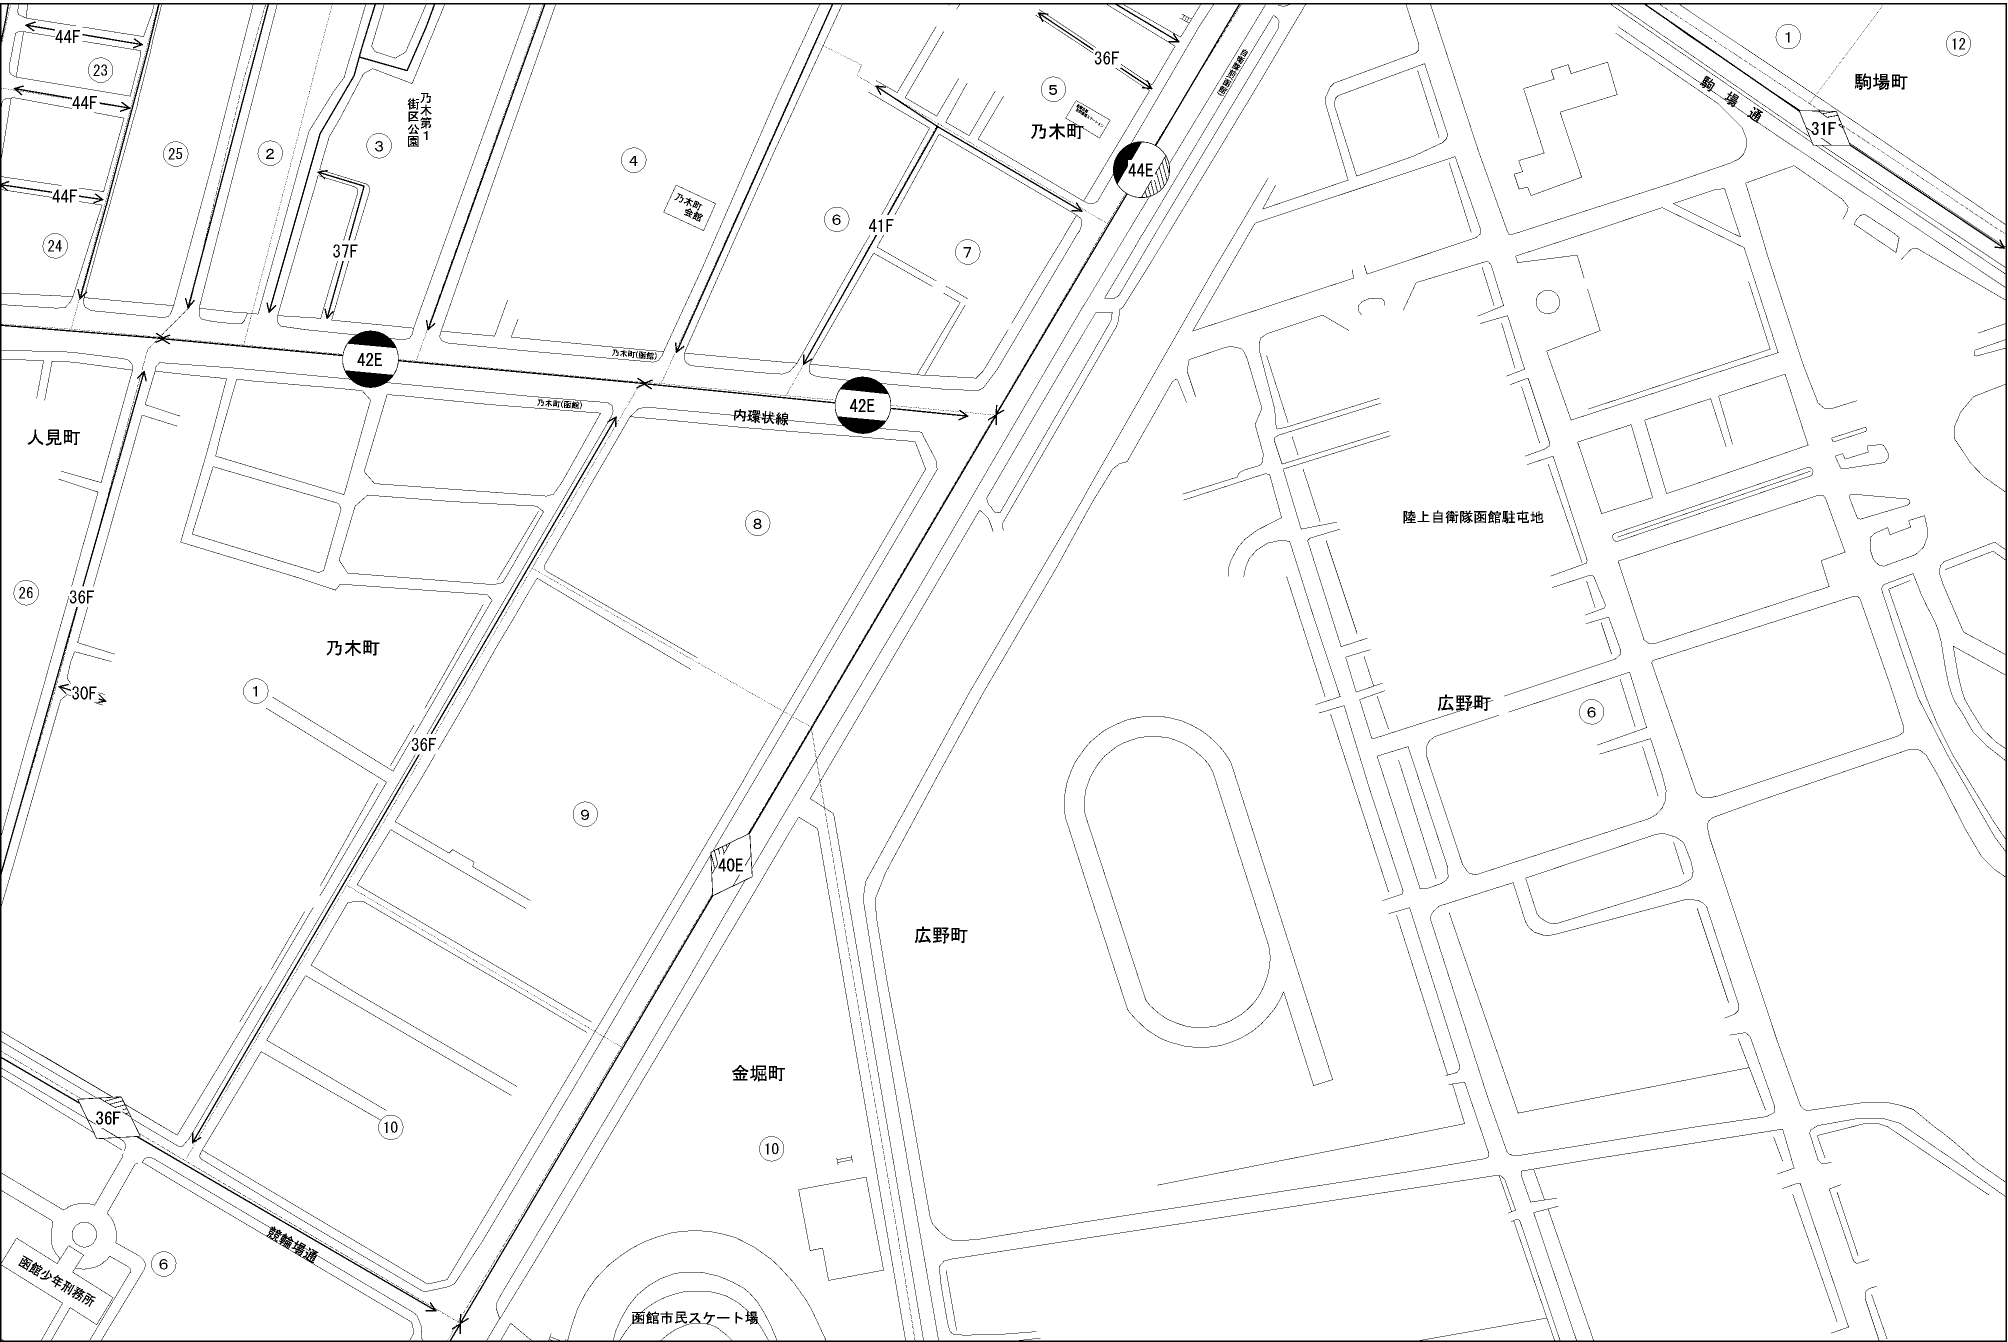 44F
23
44F
44F
24
25
2
3
乃木第1
街区公園
37F
4
乃木町
会館
6
41F
7
5
乃木町
36F
44E
1
12
駒場町
駒場通
31F
42E
乃木町(函館)
乃木町(函館)
42E
内環状線
人見町
26
36F
30F
乃木町
1
36F
8
9
40E
陸上自衛隊函館駐屯地
広野町
6
広野町
金堀町
10
10
36F
競輪場通
6
函館少年刑務所
函館市民スケート場